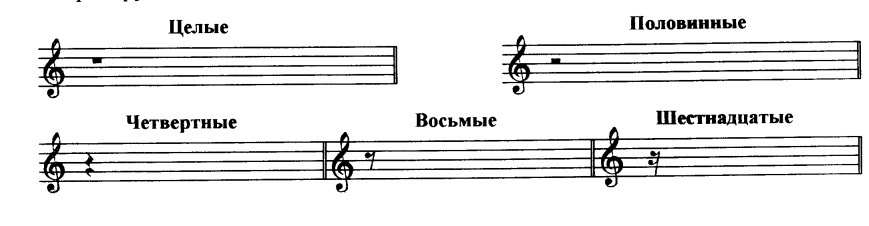 Целые
Половинные
Четвертные
Восьмые
Шестнадцатые